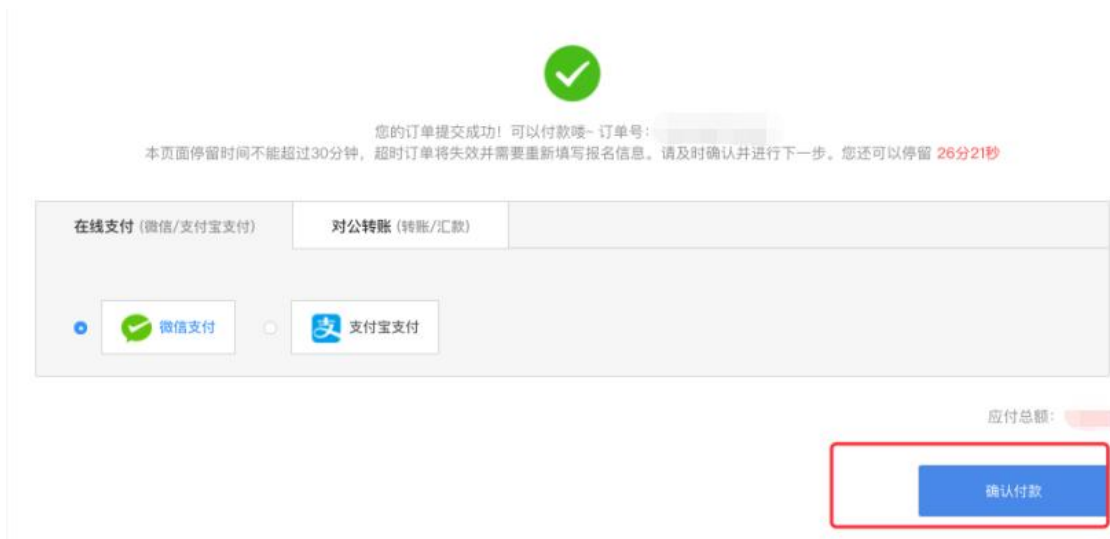 您的订单提交成功！可以付款喽~ 订单号：
本页面停留时间不能超过30分钟，超时订单将失效并需要重新填写报名信息。请及时确认并进行下一步。您还可以停留 26分21秒
在线支付 (微信/支付宝支付) 对公转账 (转账/汇款)
微信支付 支付宝支付
应付总额：
确认付款